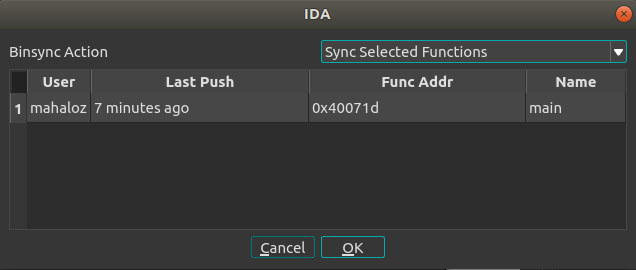 IDA
Binsync Action Sync Selected Functions
User Last Push Func Addr Name
1 mahaloz 7 minutes ago 0x40071d main
Cancel OK